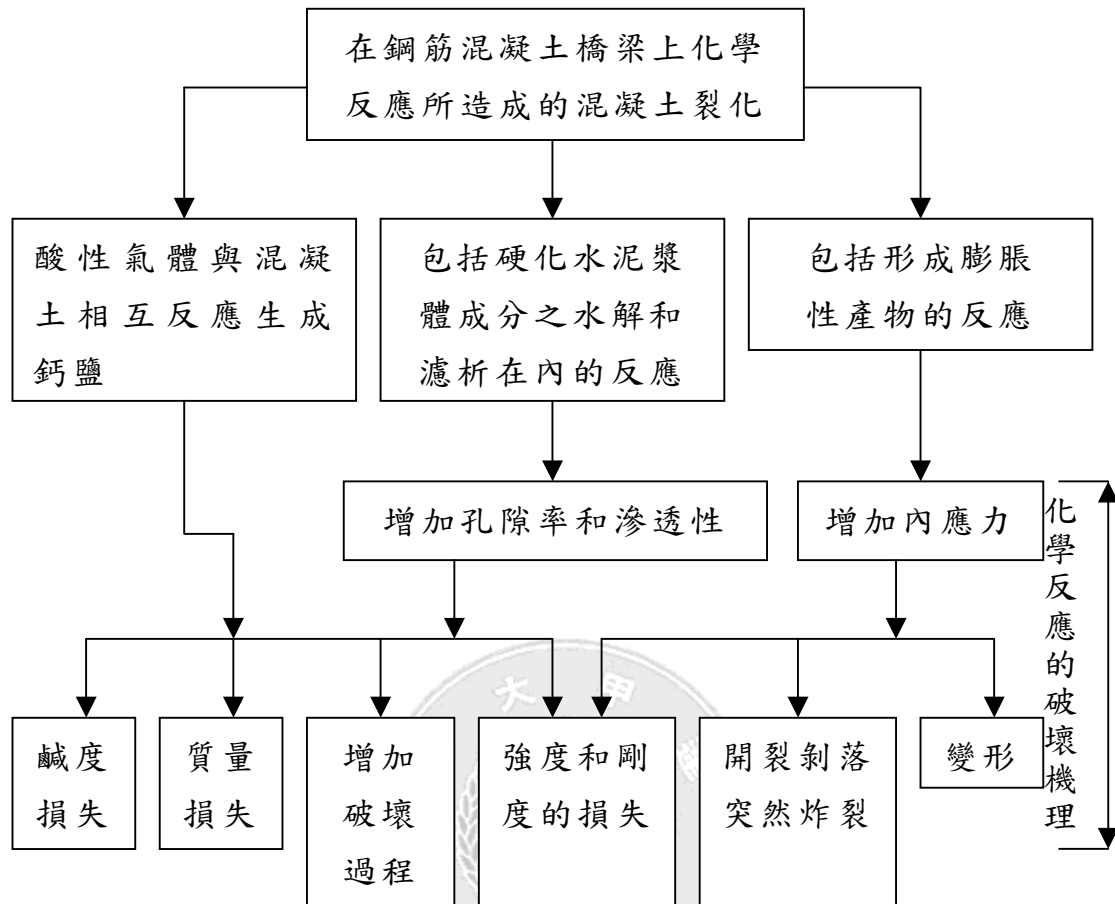 在鋼筋混凝土橋梁上化學
反應所造成的混凝土裂化
酸性氣體與混凝
土相互反應生成
鈣鹽
包括硬化水泥漿
體成分之水解和
濾析在內的反應
包括形成膨脹
性產物的反應
增加孔隙率和滲透性
增加內應力
化學反應的破壞機理
大甲
鹹度
損失
質量
損失
增加
破壞
過程
強度和剛
度的損失
開裂剝落
突然炸裂
變形